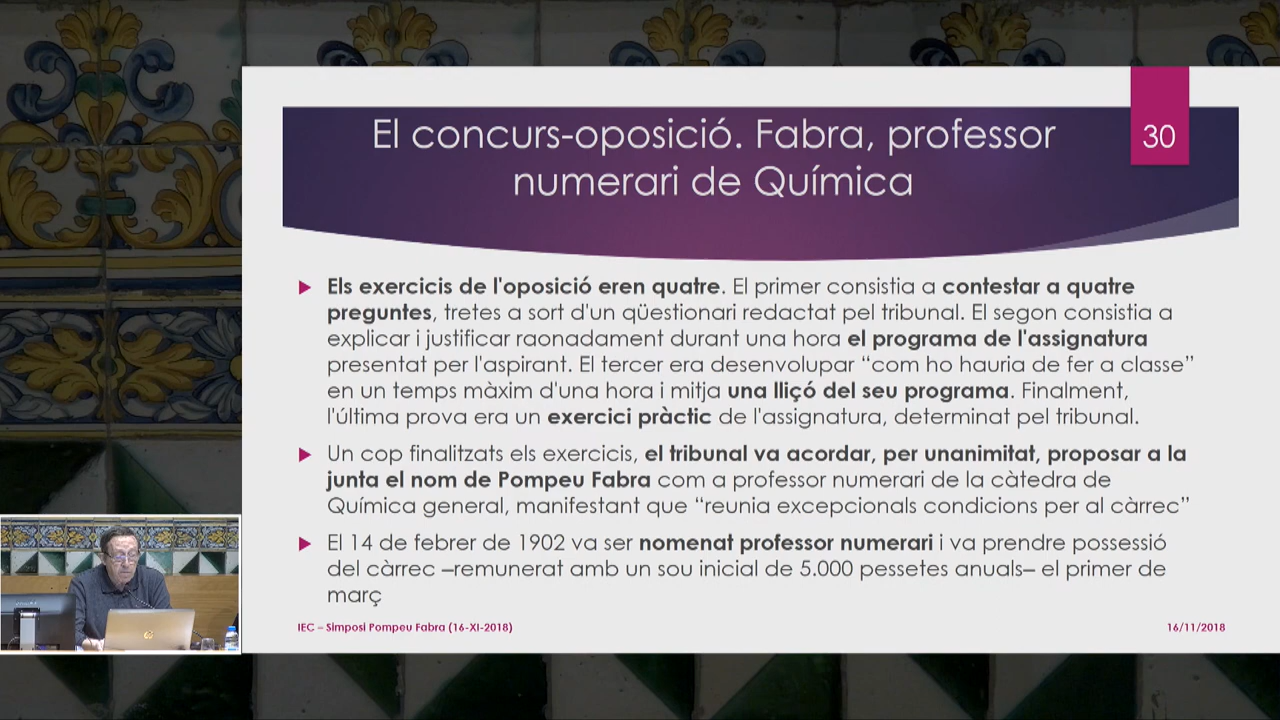 El concurs-oposició. Fabra, professor
numerari de Química
30
Els exercicis de l'oposició eren quatre. El primer consistia a contestar a quatre
preguntes, tretes a sort d'un qüestionari redactat pel tribunal. El segon consistia a
explicar i justificar raonadament durant una hora el programa de l'assignatura
presentat per l'aspirant. El tercer era desenvolupar “com ho hauria de fer a classe”
en un temps màxim d'una hora i mitja una lliçó del seu programa. Finalment,
l'última prova era un exercici pràctic de l'assignatura, determinat pel tribunal.
Un cop finalitzats els exercicis, el tribunal va acordar, per unanimitat, proposar a la
junta el nom de Pompeu Fabra com a professor numerari de la càtedra de
Química general, manifestant que “reunia excepcionals condicions per al càrrec”
El 14 de febrer de 1902 va ser nomenat professor numerari i va prendre possessió
del càrrec –remunerat amb un sou inicial de 5.000 pessetes anuals– el primer de
març
IEC – Simposi Pompeu Fabra (16-XI-2018)
16/11/2018